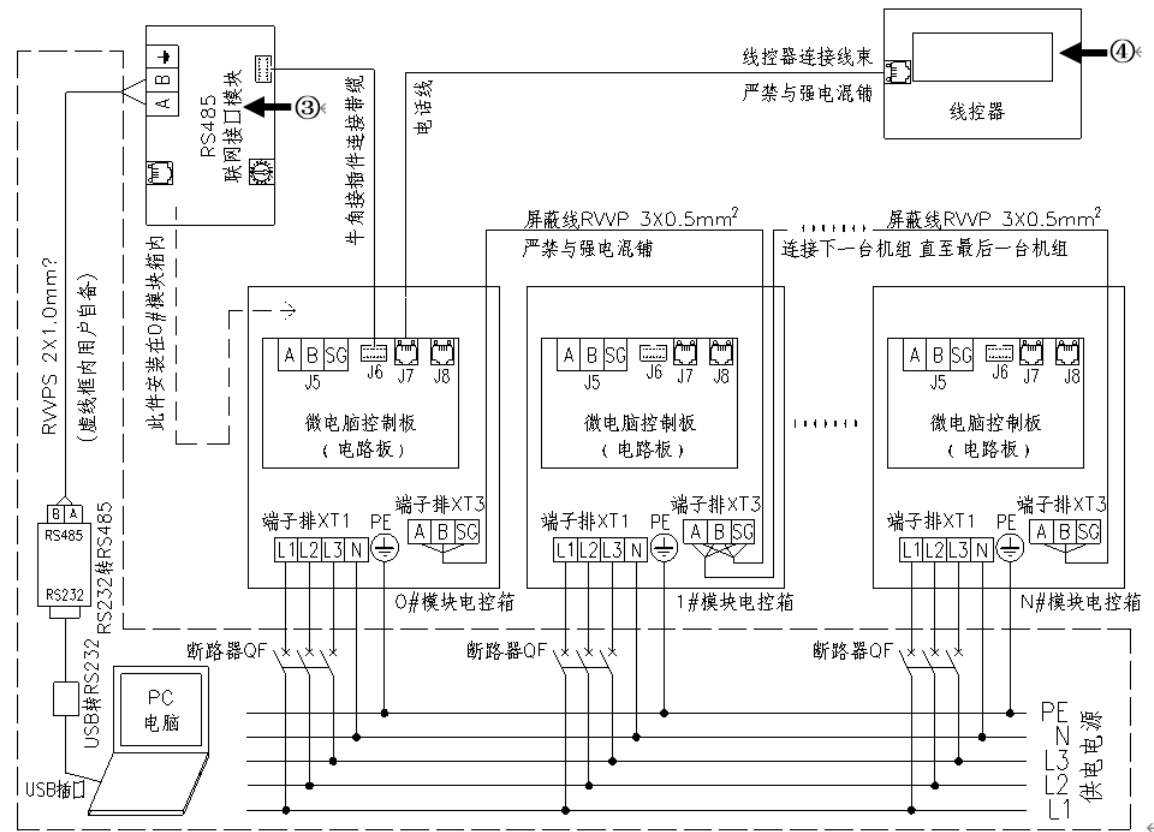 ④
线控器
线控器连接线束
严禁与强电混铺
③
B
A
RS485
联网接口模块
牛角接插件连接带缆
电话线
RVVPS 2X1.0mm?
(虚线框内用户自备)
此件安装在0#模块箱内
屏蔽线RVVP 3X0.5mm²
严禁与强电混铺
屏蔽线RVVP 3X0.5mm²
连接下一台机组 直至最后一台机组
A B SG
J5 J6 J7 J8
微电脑控制板
(电路板)
端子排XT1 PE
L1 L2 L3 N
端子排XT3
A B SG
0#模块电控箱
A B SG
J5 J6 J7 J8
微电脑控制板
(电路板)
端子排XT1 PE
L1 L2 L3 N
端子排XT3
A B SG
1#模块电控箱
A B SG
J5 J6 J7 J8
微电脑控制板
(电路板)
端子排XT1 PE
L1 L2 L3 N
端子排XT3
A B SG
N#模块电控箱
B A
RS485
RS232
RS232转RS485
USB转RS232
USB插口
PC
电脑
断路器QF
断路器QF
断路器QF
PE
N
L3
L2
L1
供电电源